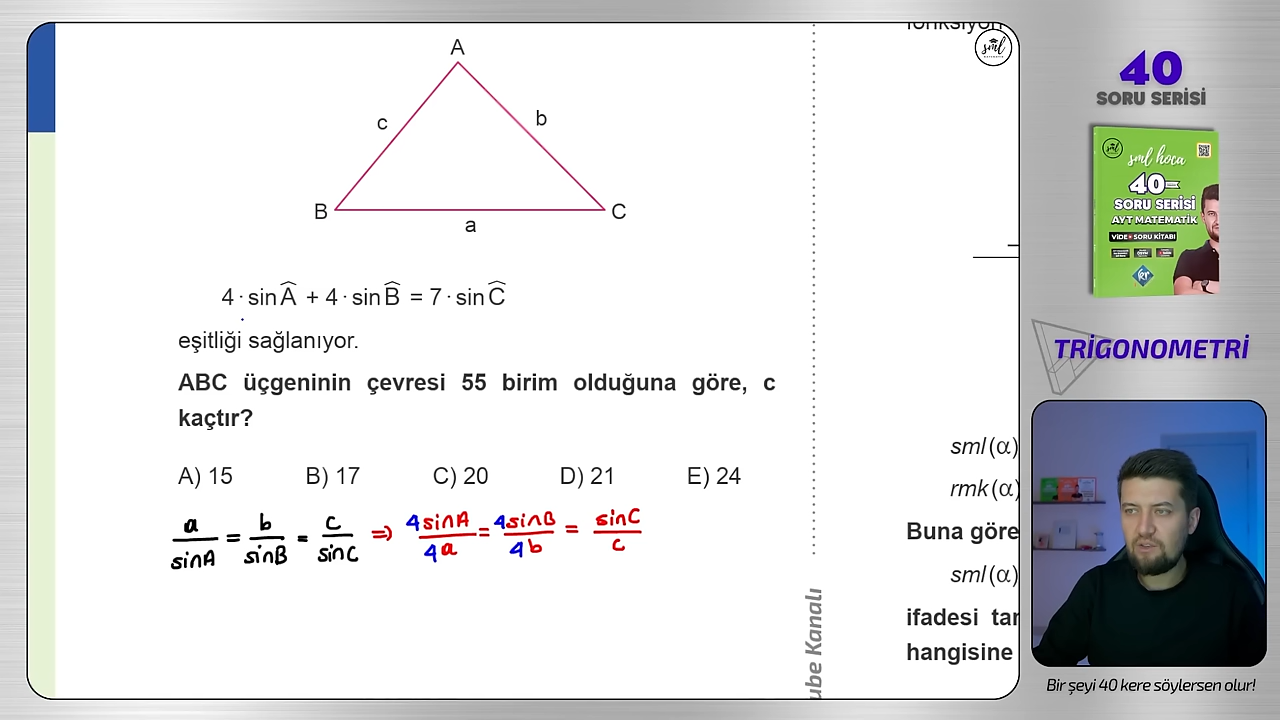 A
c
b
B
C
a
4 · sin Â + 4 · sin B̂ = 7 · sin Ĉ
eşitliği sağlanıyor.
ABC üçgeninin çevresi 55 birim olduğuna göre, c
kaçtır?
A) 15 B) 17 C) 20 D) 21 E) 24
a/sinA = b/sinB = c/sinC ⇒ 4sinA/4a = 4sinB/4b = sinC/c
ube Kanalı
fonksiyon
sml
sml(α)
rmk(α)
Buna göre
sml(α)
ifadesi tar
hangisine
40
SORU SERİSİ
sml hoca
40
SORU SERİSİ
AYT MATEMATİK
VİDEO SORU KİTABI
TRİGONOMETRİ
Bir şeyi 40 kere söylersen olur!